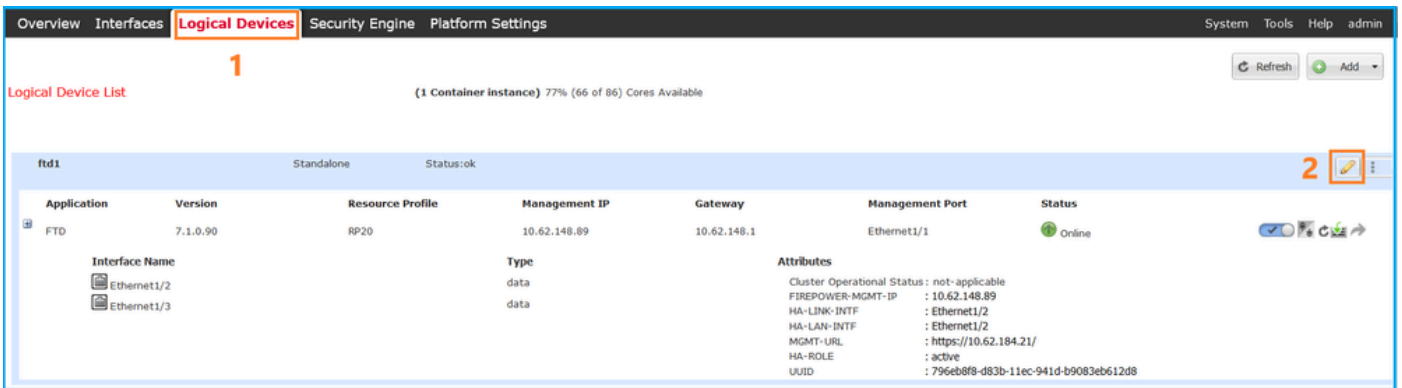 Overview Interfaces Logical Devices Security Engine Platform Settings System Tools Help admin
1
Refresh Add
Logical Device List (1 Container instance) 77% (66 of 86) Cores Available
ftd1 Standalone Status:ok 2
Application Version Resource Profile Management IP Gateway Management Port Status
FTD 7.1.0.90 RP20 10.62.148.89 10.62.148.1 Ethernet1/1 Online
Interface Name Type Attributes
Ethernet1/2 data Cluster Operational Status : not-applicable
FIREPOWER-MGMT-IP : 10.62.148.89
Ethernet1/3 data HA-LINK-INTF : Ethernet1/2
HA-LAN-INTF : Ethernet1/2
MGMT-URL : https://10.62.184.21/
HA-ROLE : active
UUID : 796eb8f8-d83b-11ec-941d-b9083eb612d8